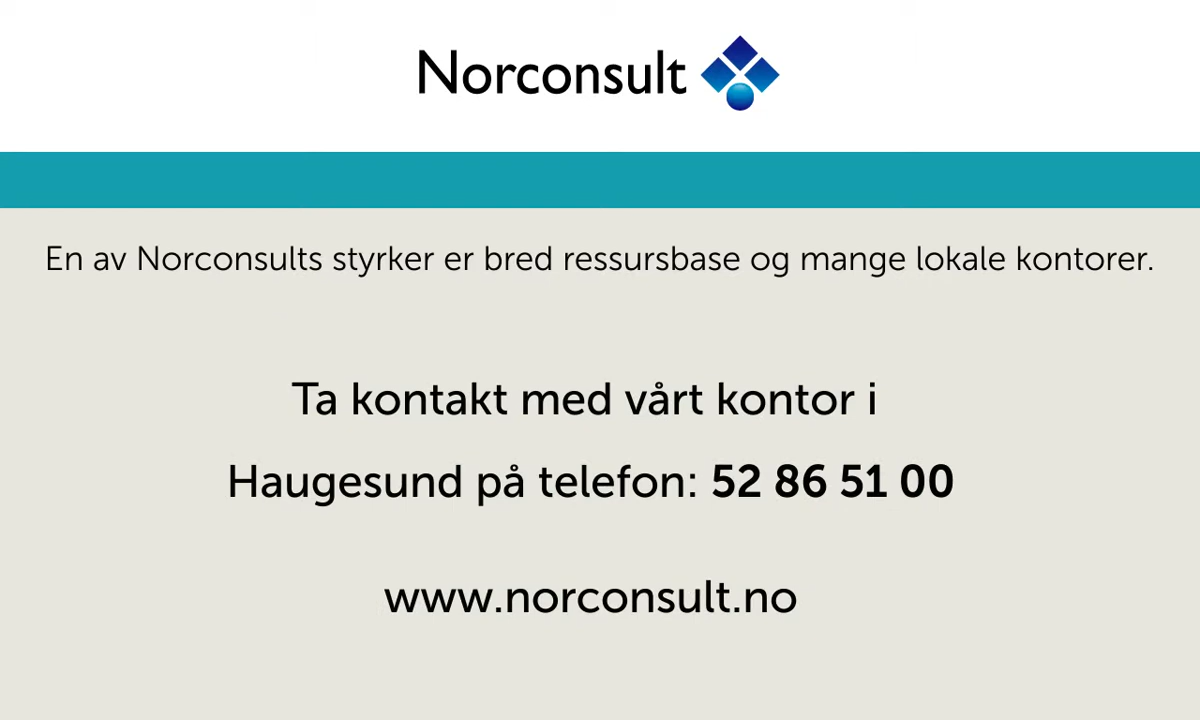 Norconsult
En av Norconsults styrker er bred ressursbase og mange lokale kontorer.
Ta kontakt med vårt kontor i
Haugesund på telefon: 52 86 51 00
www.norconsult.no